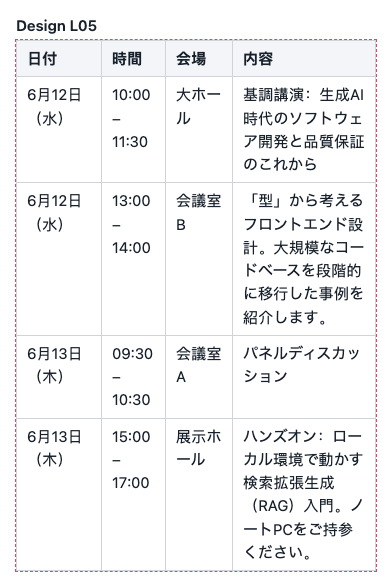 Design L05
日付 時間 会場 内容
6月12日 10:00 大ホー 基調講演：生成AI
（水） – ル 時代のソフトウェ
11:30 ア開発と品質保証
のこれから
6月12日 13:00 会議室 「型」から考える
（水） – B フロントエンド設
14:00 計。大規模なコー
ドベースを段階的
に移行した事例を
紹介します。
6月13日 09:30 会議室 パネルディスカッ
（木） – A ション
10:30
6月13日 15:00 展示ホ ハンズオン：ロー
（木） – ール カル環境で動かす
17:00 検索拡張生成
（RAG）入門。ノ
ートPCをご持参
ください。